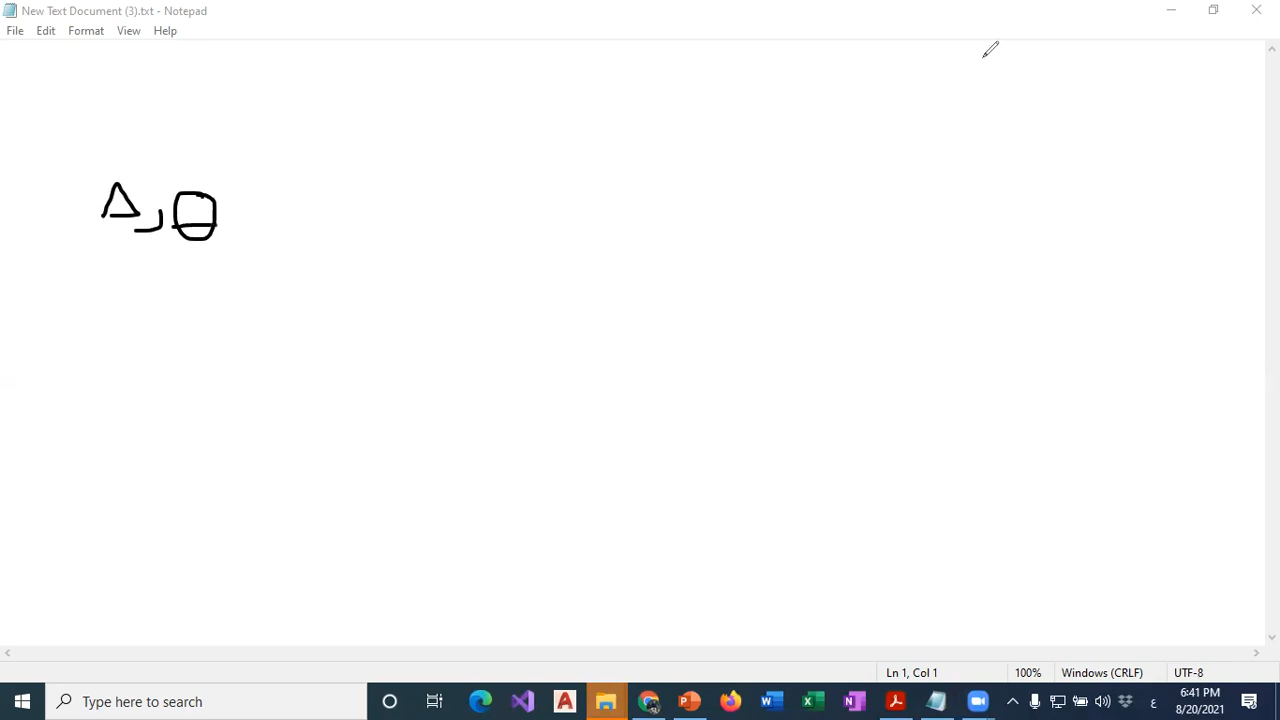 New Text Document (3).txt - Notepad
File Edit Format View Help
Ln 1, Col 1 100% Windows (CRLF) UTF-8
Type here to search
ع 6:41 PM
8/20/2021